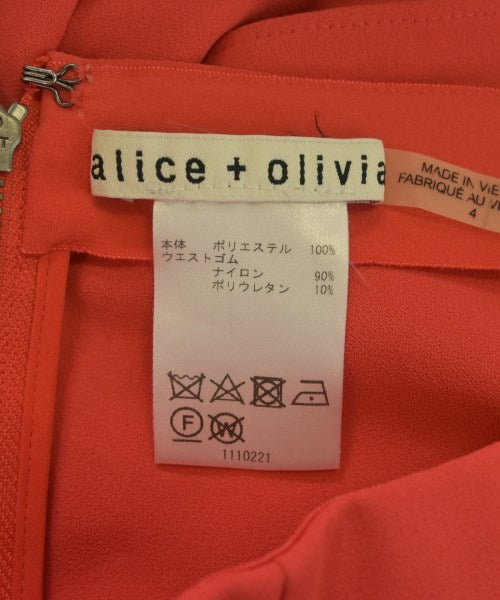 alice + olivia
MADE IN VIE
FABRIQUÉ AU VI
4
本体 ポリエステル 100%
ウエストゴム
ナイロン 90%
ポリウレタン 10%
F
W
1110221